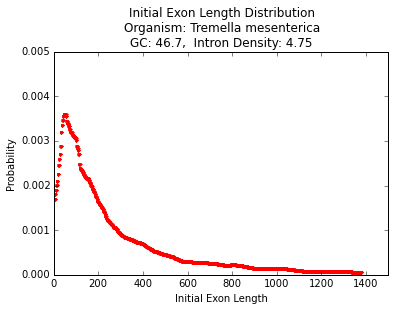 Initial Exon Length Distribution
Organism: Tremella mesenterica
GC: 46.7,  Intron Density: 4.75
0.005
0.004
0.003
0.002
0.001
0.000
Probability
0 200 400 600 800 1000 1200 1400
Initial Exon Length